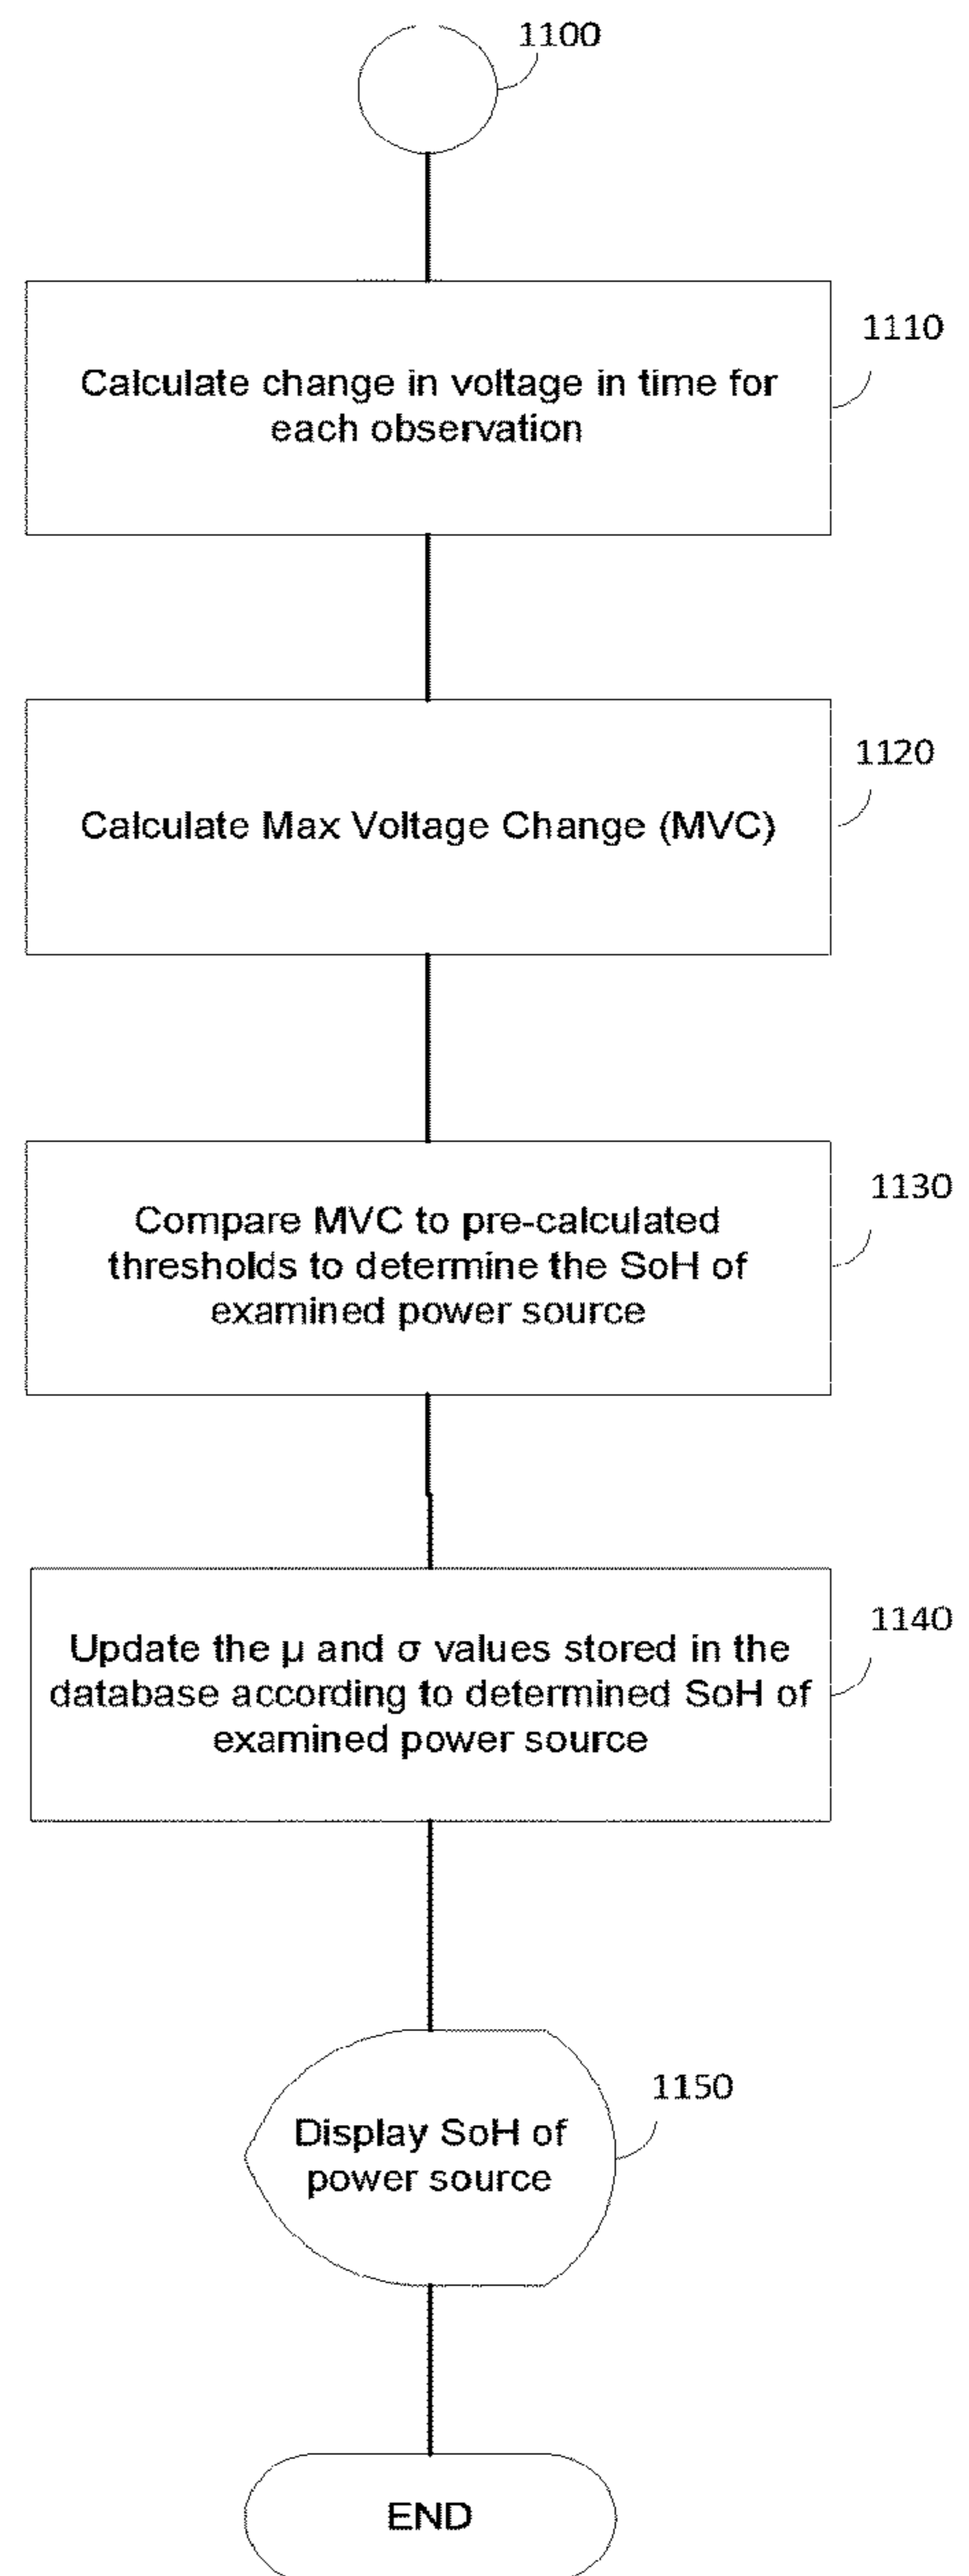 1100
1110
Calculate change in voltage in time for
each observation
1120
Calculate Max Voltage Change (MVC)
1130
Compare MVC to pre-calculated
thresholds to determine the SoH of
examined power source
1140
Update the µ and σ values stored in the
database according to determined SoH of
examined power source
1150
Display SoH of
power source
END